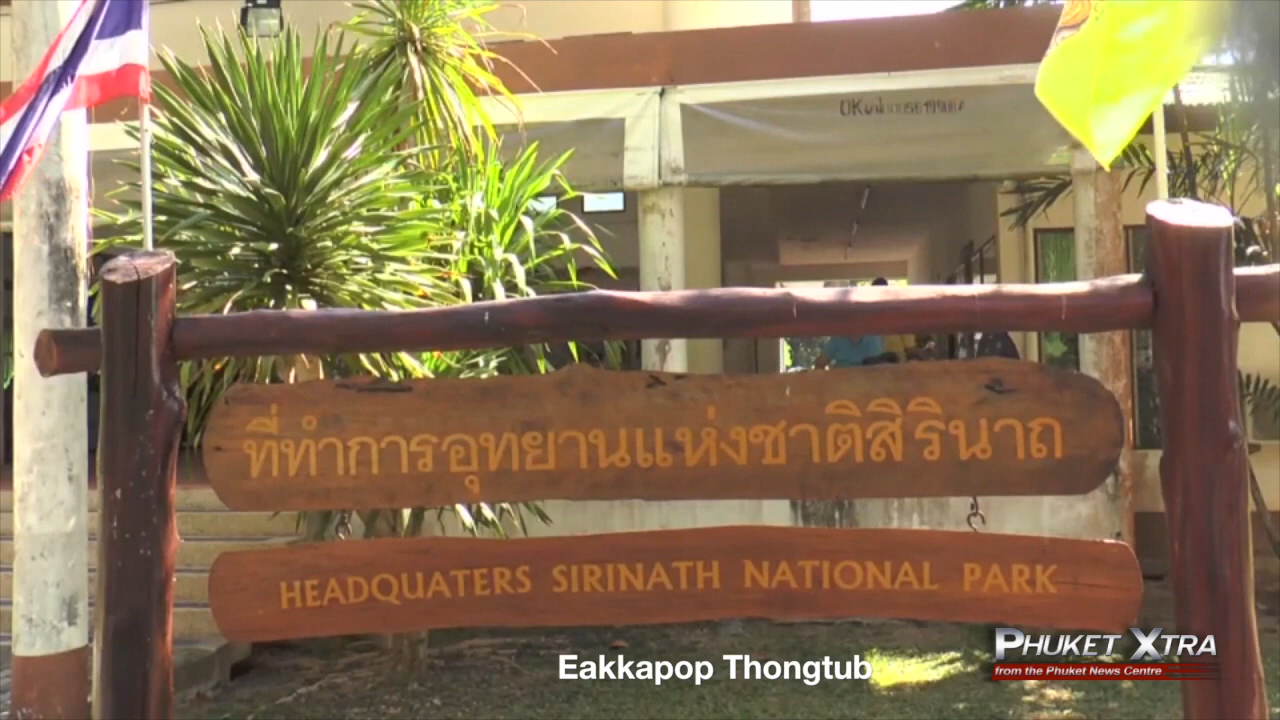 ที่ทำการอุทยานแห่งชาติสิรินาถ
HEADQUATERS SIRINATH NATIONAL PARK
Eakkapop Thongtub
PHUKET XTRA
from the Phuket News Centre